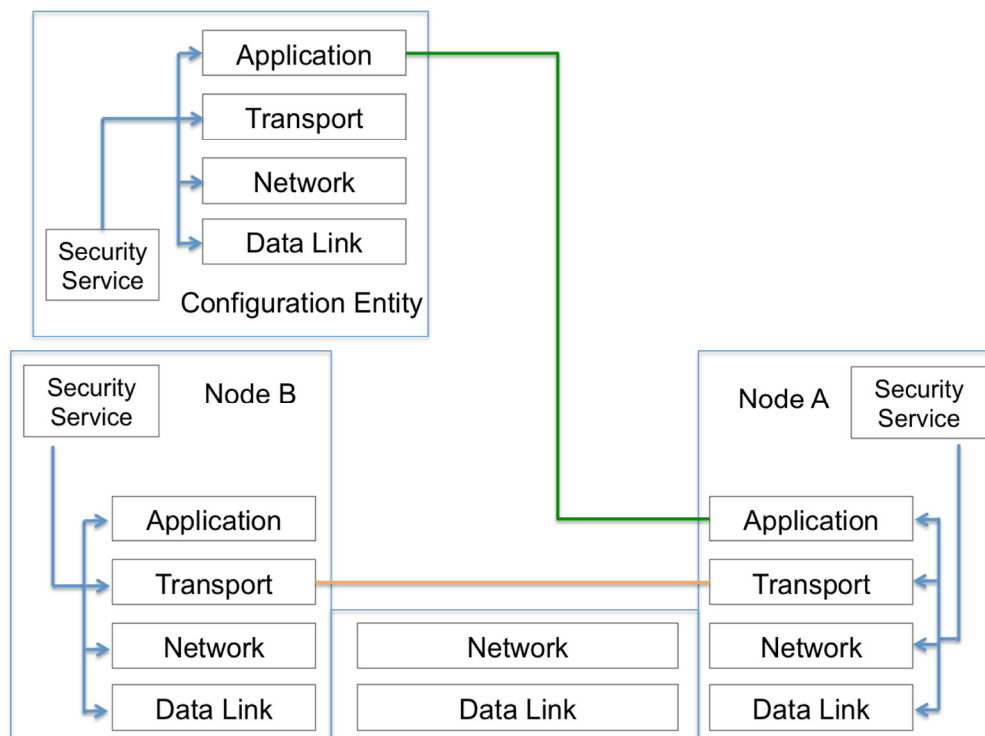 Application
Transport
Network
Data Link
Security
Service
Configuration Entity
Security
Service
Node B
Application
Transport
Network
Data Link
Network
Data Link
Node A
Security
Service
Application
Transport
Network
Data Link